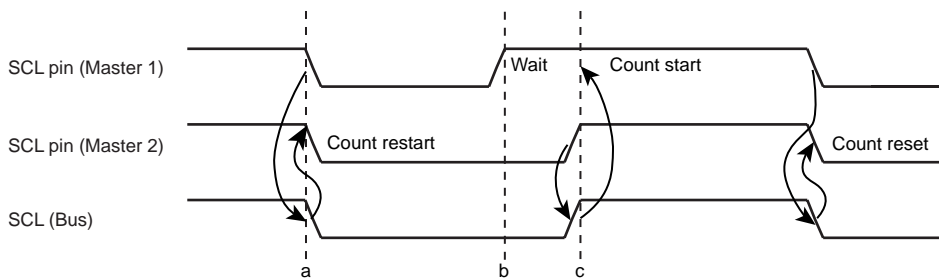 SCL pin (Master 1)
Wait
Count start
SCL pin (Master 2)
Count restart
Count reset
SCL (Bus)
a
b
c